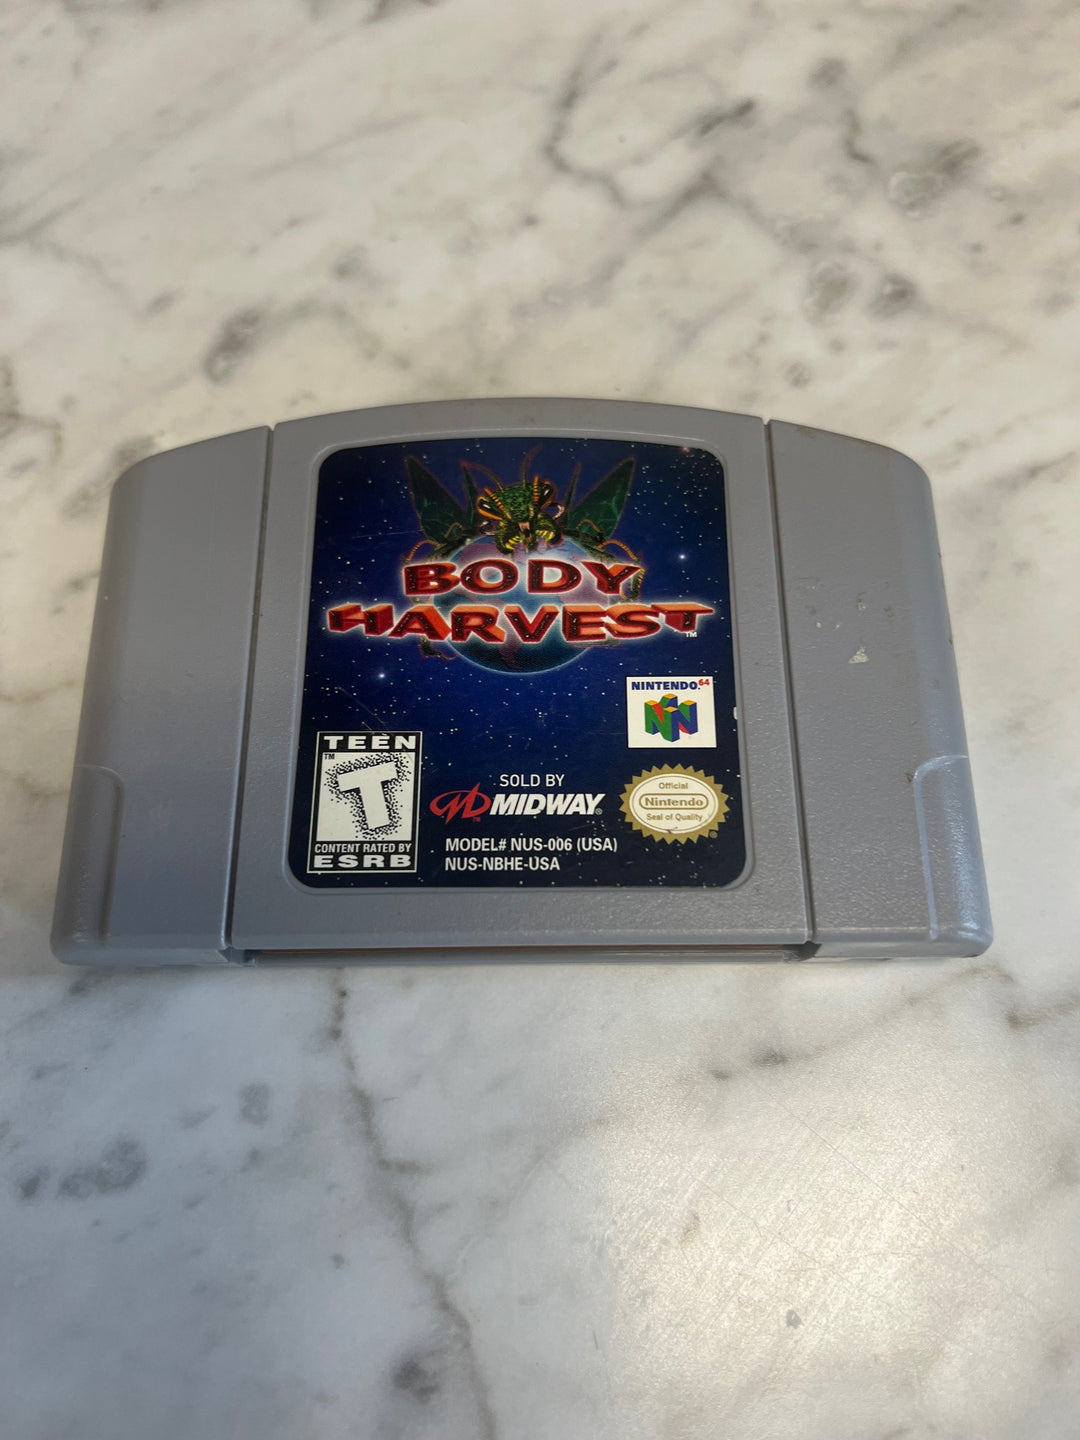 BODY
HARVEST™
NINTENDO64
TEEN
™
T
CONTENT RATED BY
ESRB
SOLD BY
MIDWAY®
MODEL# NUS-006 (USA)
NUS-NBHE-USA
Official
Nintendo
Seal of Quality
®